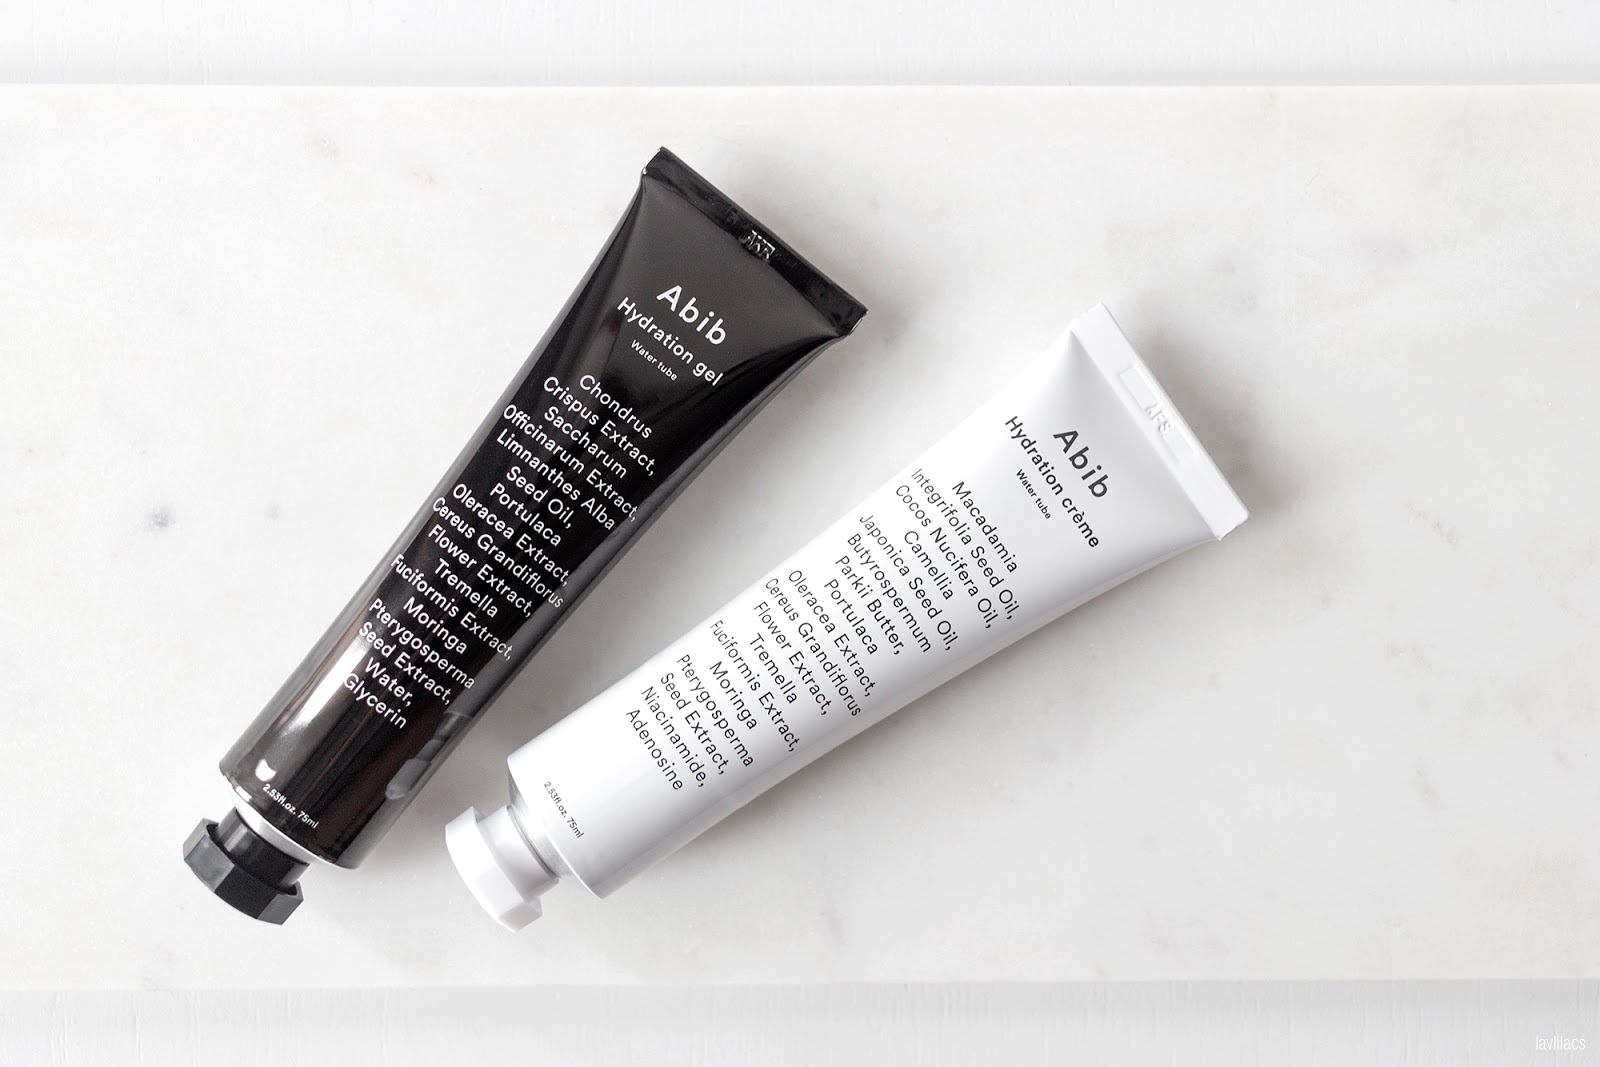 Abib
Hydration gel
Water tube
Chondrus
Crispus Extract,
Saccharum
Officinarum Extract,
Limnanthes Alba
Seed Oil,
Portulaca
Oleracea Extract,
Cereus Grandiflorus
Flower Extract,
Tremella
Fuciformis Extract,
Moringa
Pterygosperma
Seed Extract,
Water,
Glycerin
2.53fl.oz. 75ml
Abib
Hydration crème
Water tube
Macadamia
Integrifolia Seed Oil,
Cocos Nucifera Oil,
Camellia
Japonica Seed Oil,
Butyrospermum
Parkii Butter,
Portulaca
Oleracea Extract,
Cereus Grandiflorus
Flower Extract,
Tremella
Fuciformis Extract,
Moringa
Pterygosperma
Seed Extract,
Niacinamide,
Adenosine
2.53fl.oz. 75ml
lavlilacs